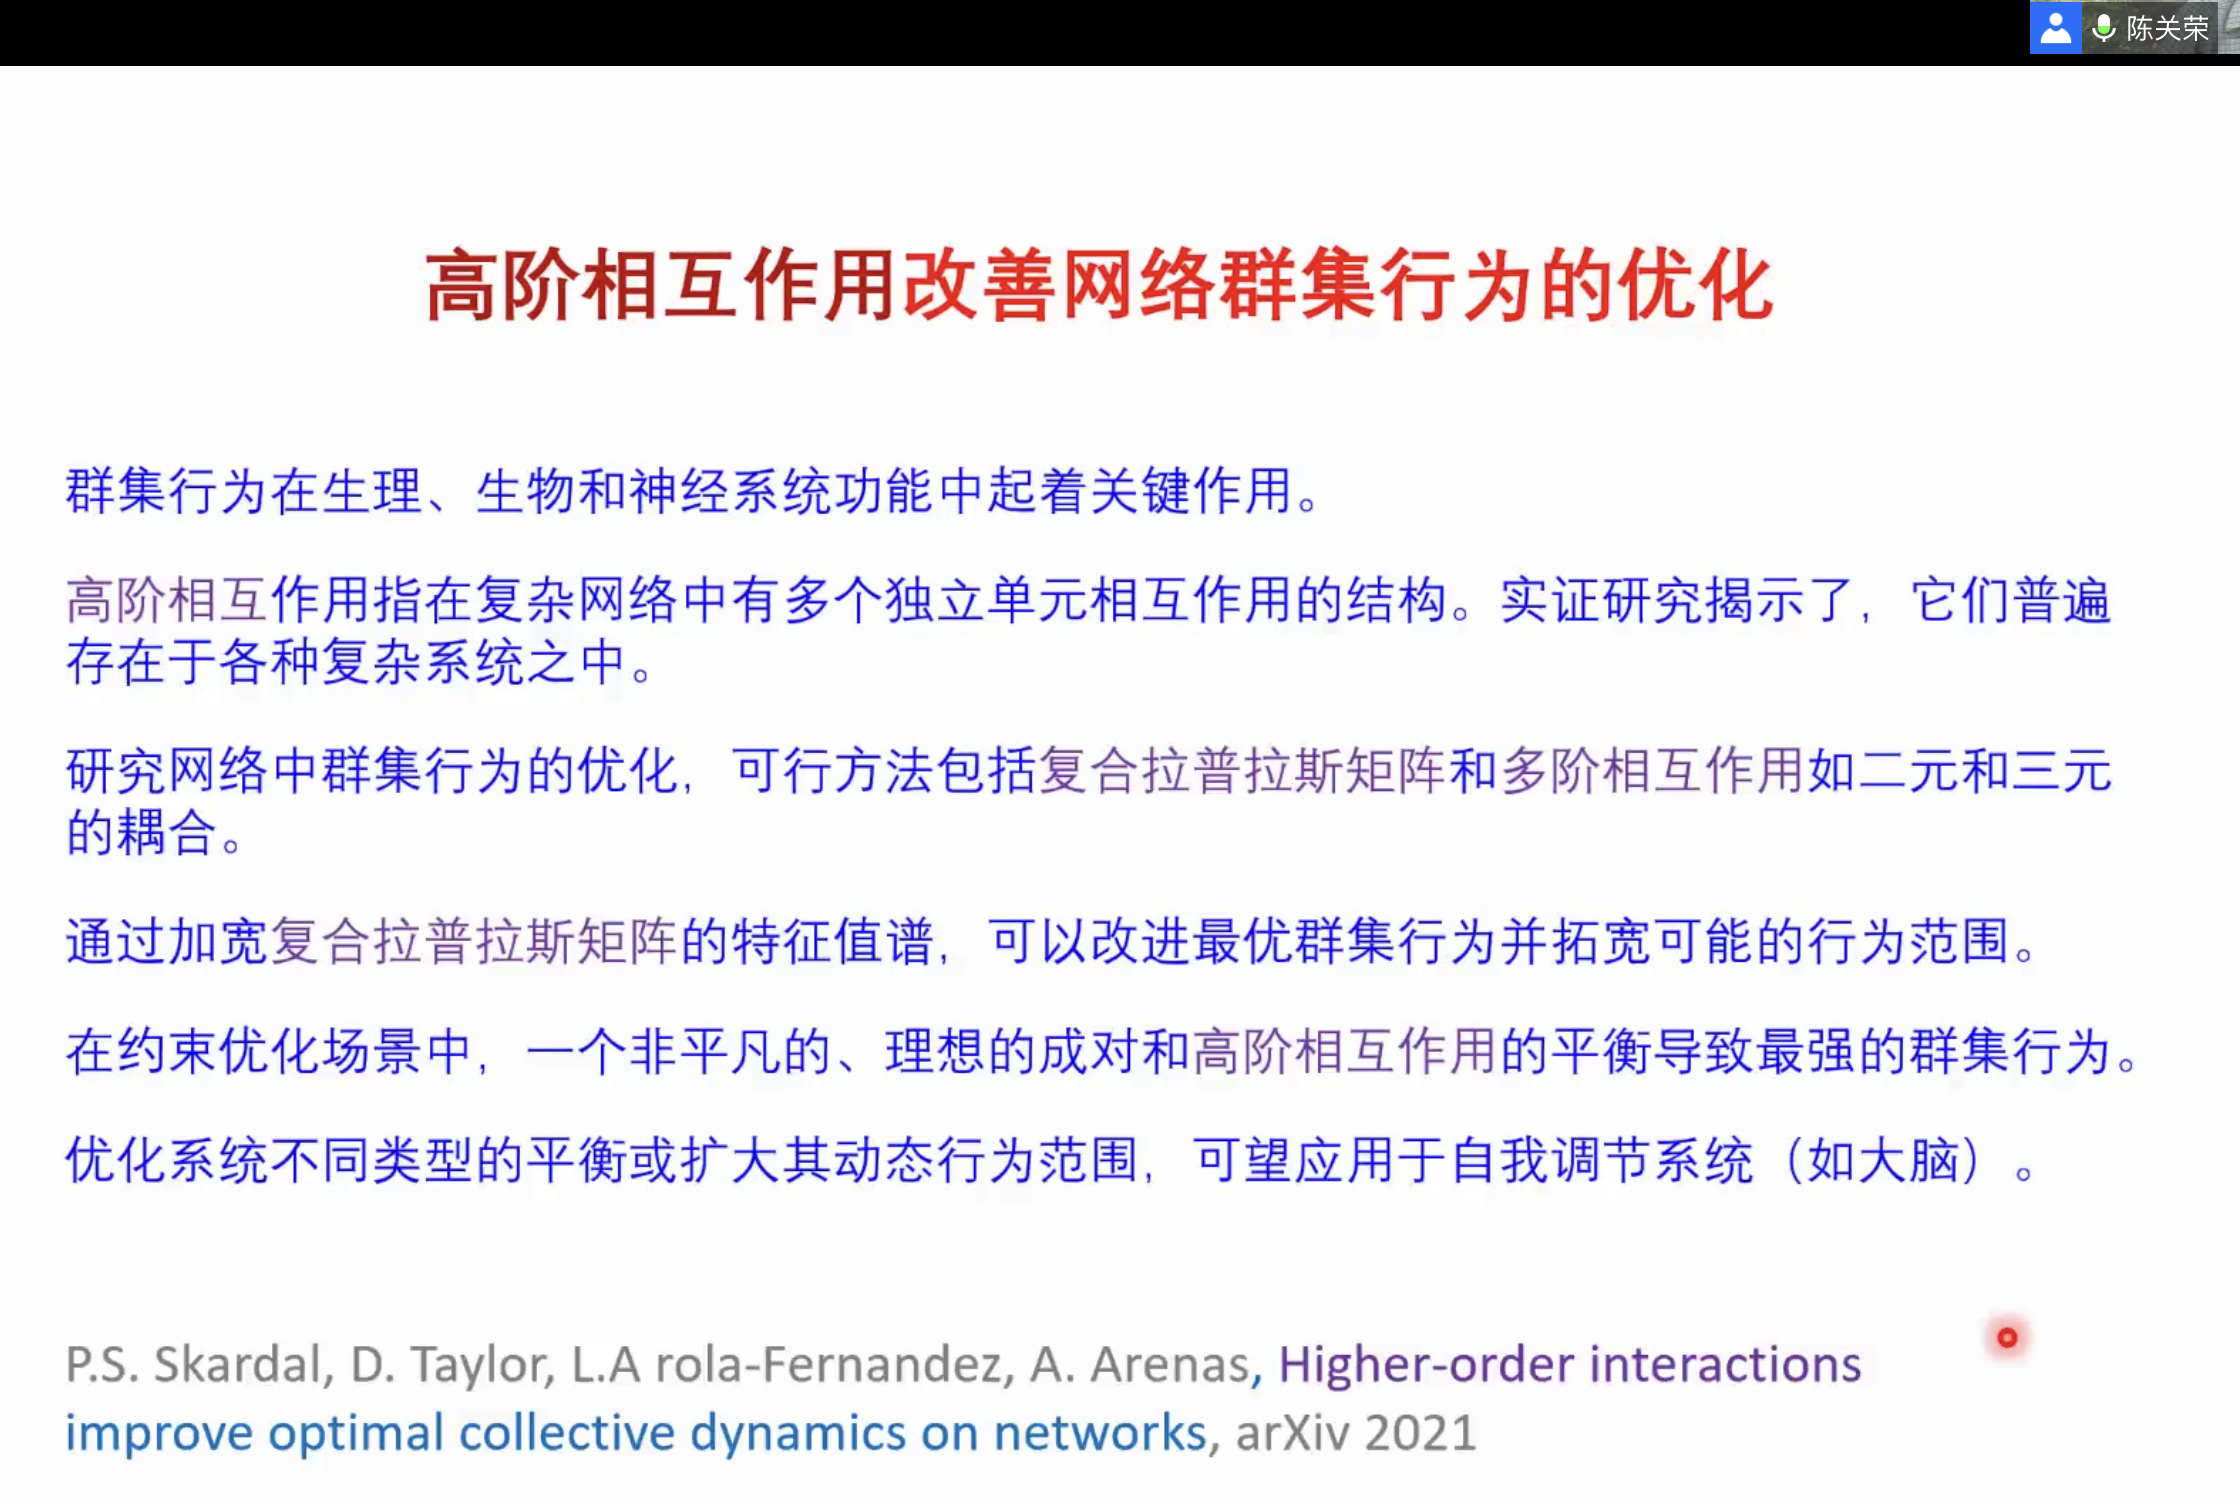 陈关荣
高阶相互作用改善网络群集行为的优化
群集行为在生理、生物和神经系统功能中起着关键作用。
高阶相互作用指在复杂网络中有多个独立单元相互作用的结构。实证研究揭示了，它们普遍
存在于各种复杂系统之中。
研究网络中群集行为的优化，可行方法包括复合拉普拉斯矩阵和多阶相互作用如二元和三元
的耦合。
通过加宽复合拉普拉斯矩阵的特征值谱，可以改进最优群集行为并拓宽可能的行为范围。
在约束优化场景中，一个非平凡的、理想的成对和高阶相互作用的平衡导致最强的群集行为。
优化系统不同类型的平衡或扩大其动态行为范围，可望应用于自我调节系统（如大脑）。
P.S. Skardal, D. Taylor, L.A rola-Fernandez, A. Arenas, Higher-order interactions
improve optimal collective dynamics on networks, arXiv 2021